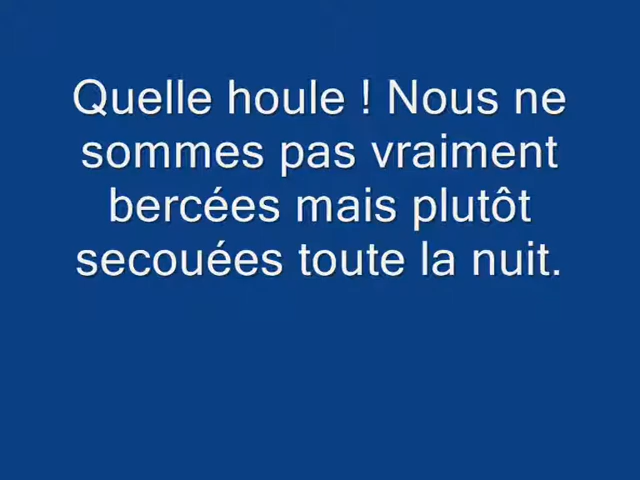 Quelle houle ! Nous ne
sommes pas vraiment
bercées mais plutôt
secouées toute la nuit.